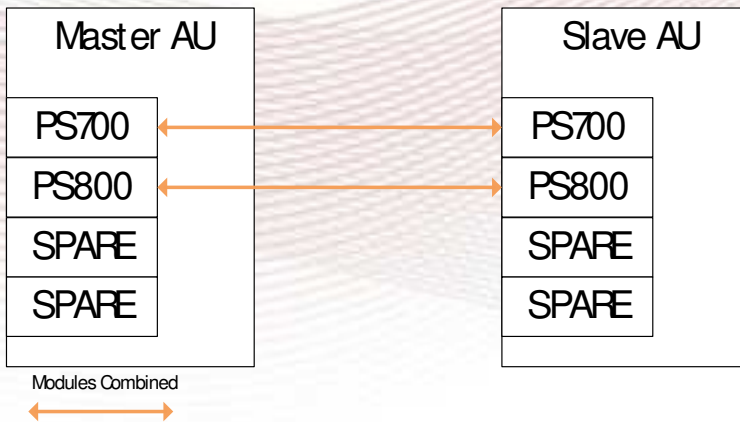 Master AU
PS700
PS800
SPARE
SPARE
Slave AU
PS700
PS800
SPARE
SPARE
Modules Combined